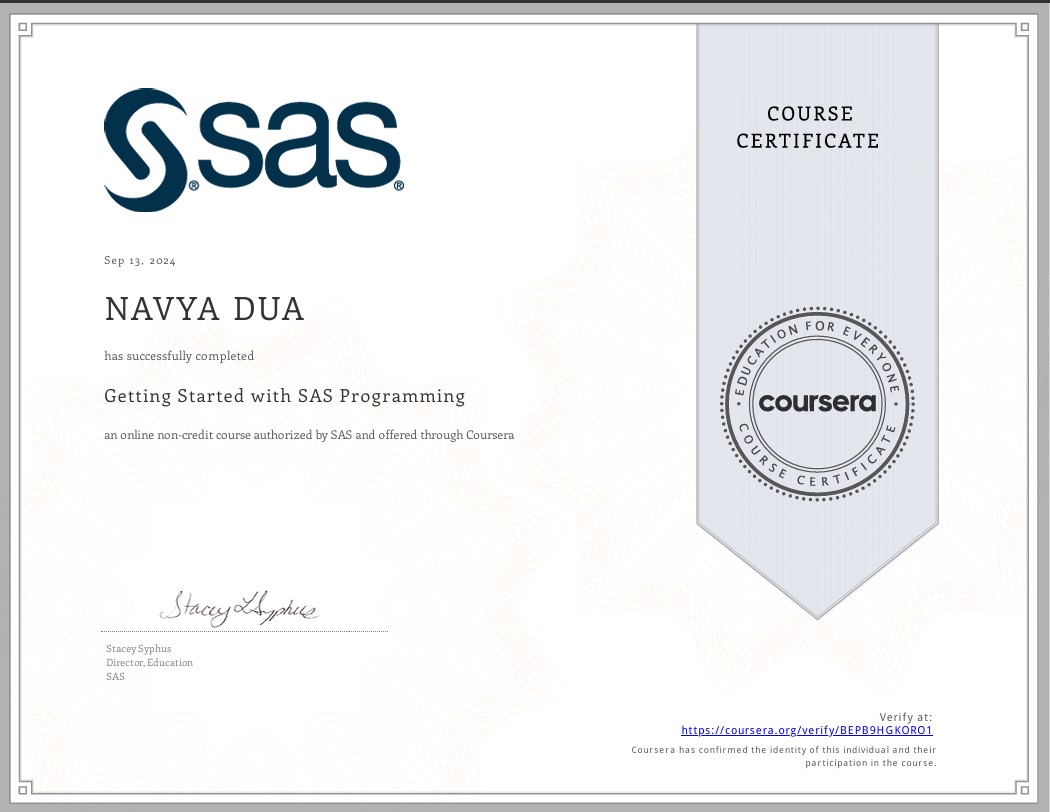 sas
COURSE
CERTIFICATE
Sep 13, 2024
NAVYA DUA
has successfully completed
Getting Started with SAS Programming
an online non-credit course authorized by SAS and offered through Coursera
EDUCATION FOR EVERYONE
coursera
COURSE CERTIFICATE
Stacey L Syphus
Stacey Syphus
Director, Education
SAS
Verify at:
https://coursera.org/verify/BEPB9HGKORO1
Coursera has confirmed the identity of this individual and their
participation in the course.